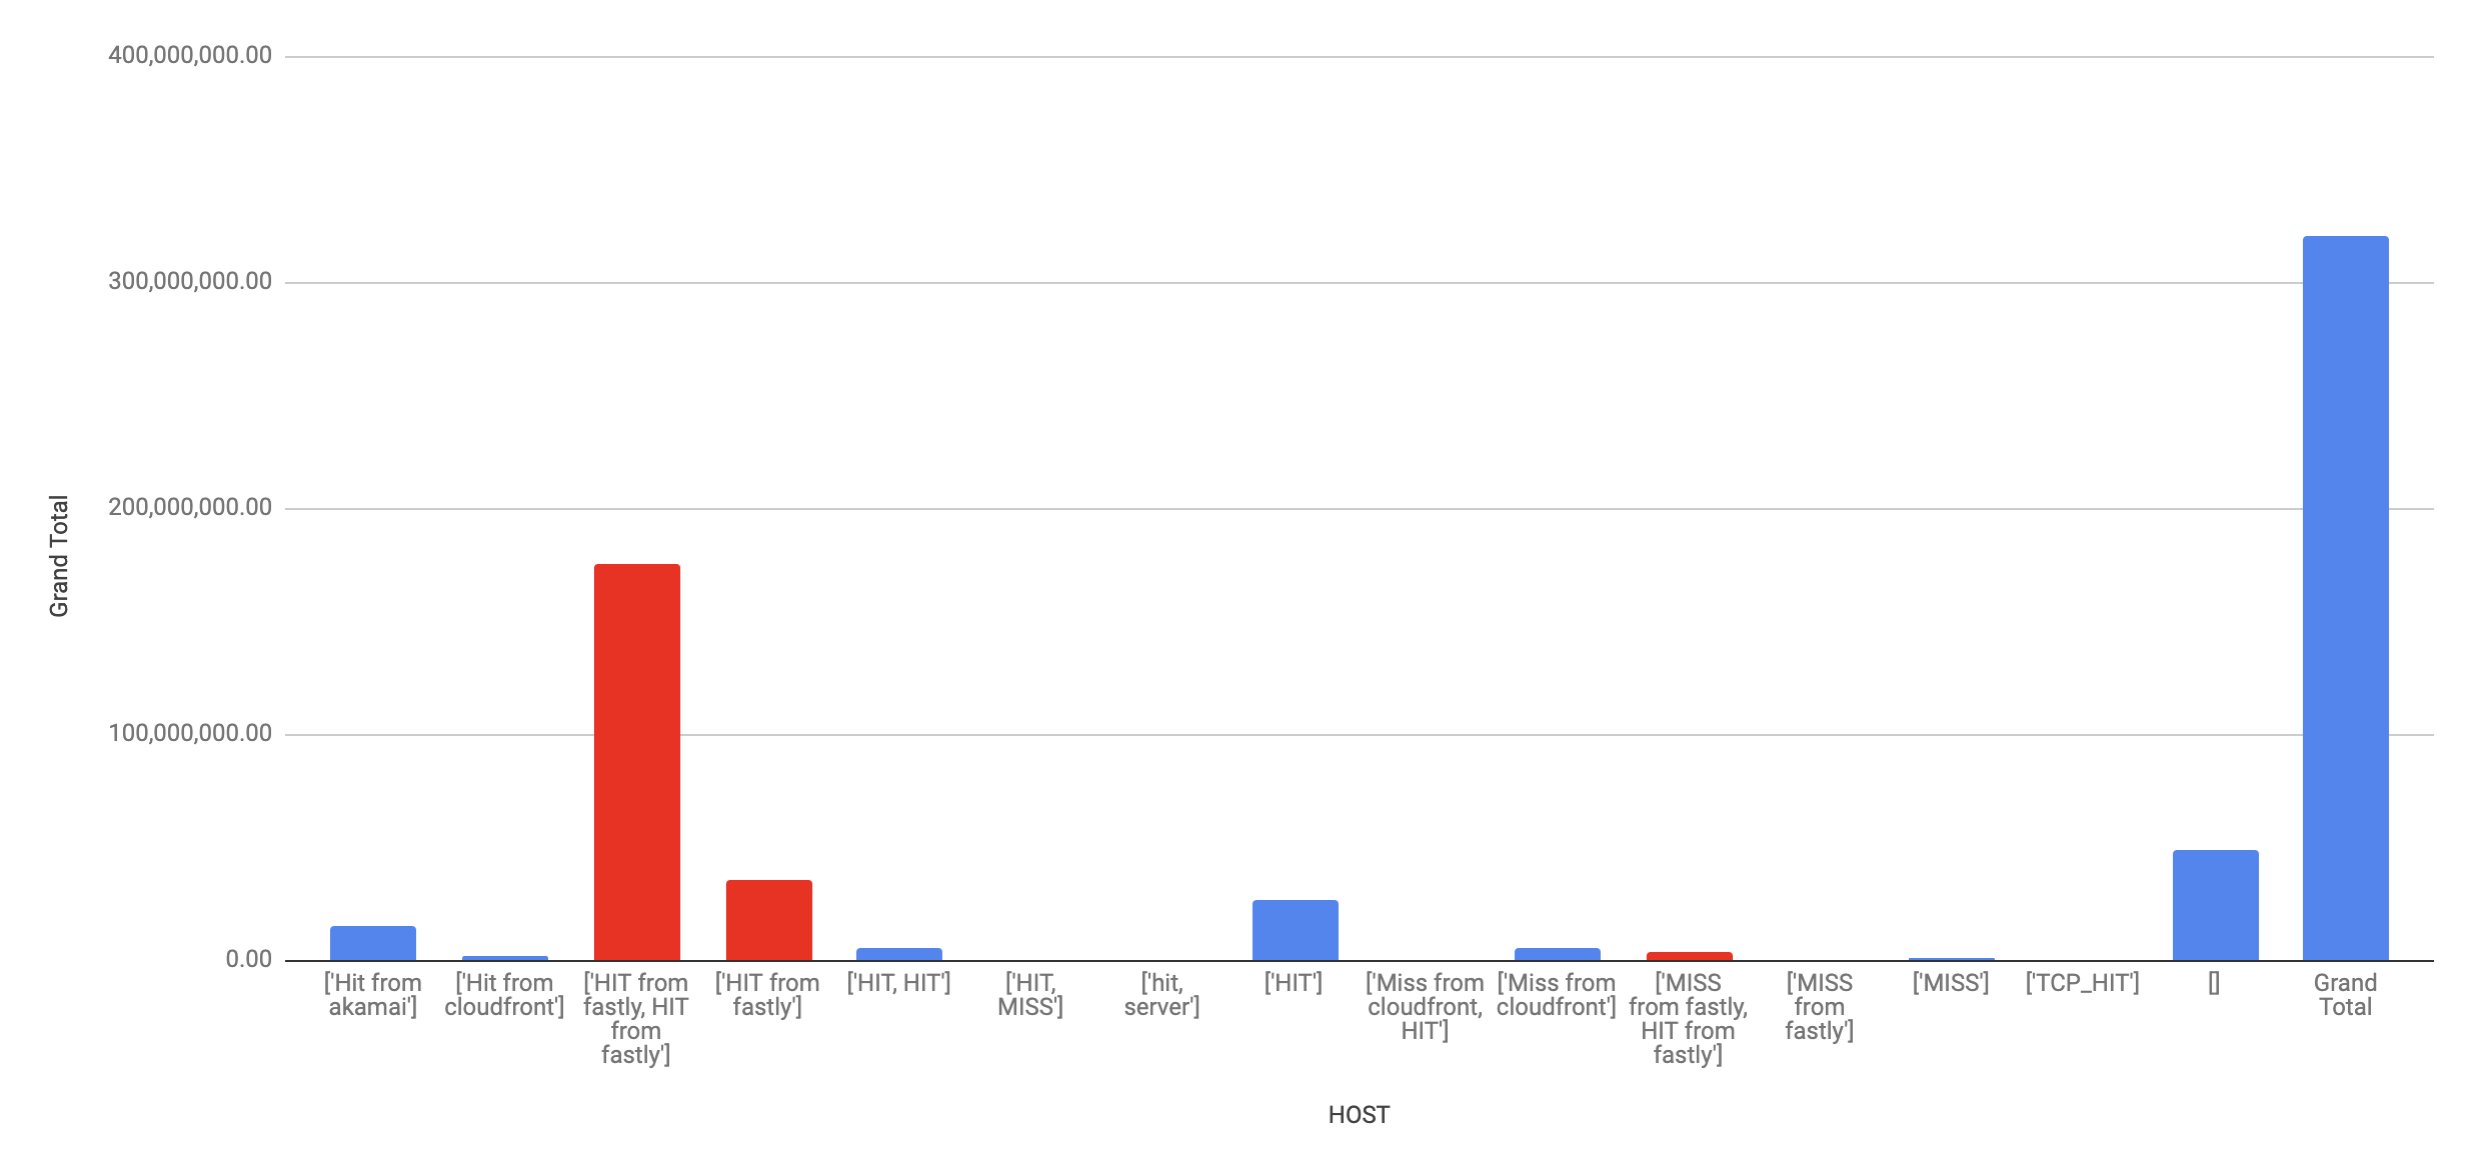 400,000,000.00
300,000,000.00
200,000,000.00
100,000,000.00
0.00
Grand Total
['Hit from
akamai']
['Hit from
cloudfront']
['HIT from
fastly, HIT
from
fastly']
['HIT from
fastly']
['HIT, HIT']
['HIT,
MISS']
['hit,
server']
['HIT']
['Miss from
cloudfront,
HIT']
['Miss from
cloudfront']
['MISS
from fastly,
HIT from
fastly']
['MISS
from
fastly']
['MISS']
['TCP_HIT']
[]
Grand
Total
HOST